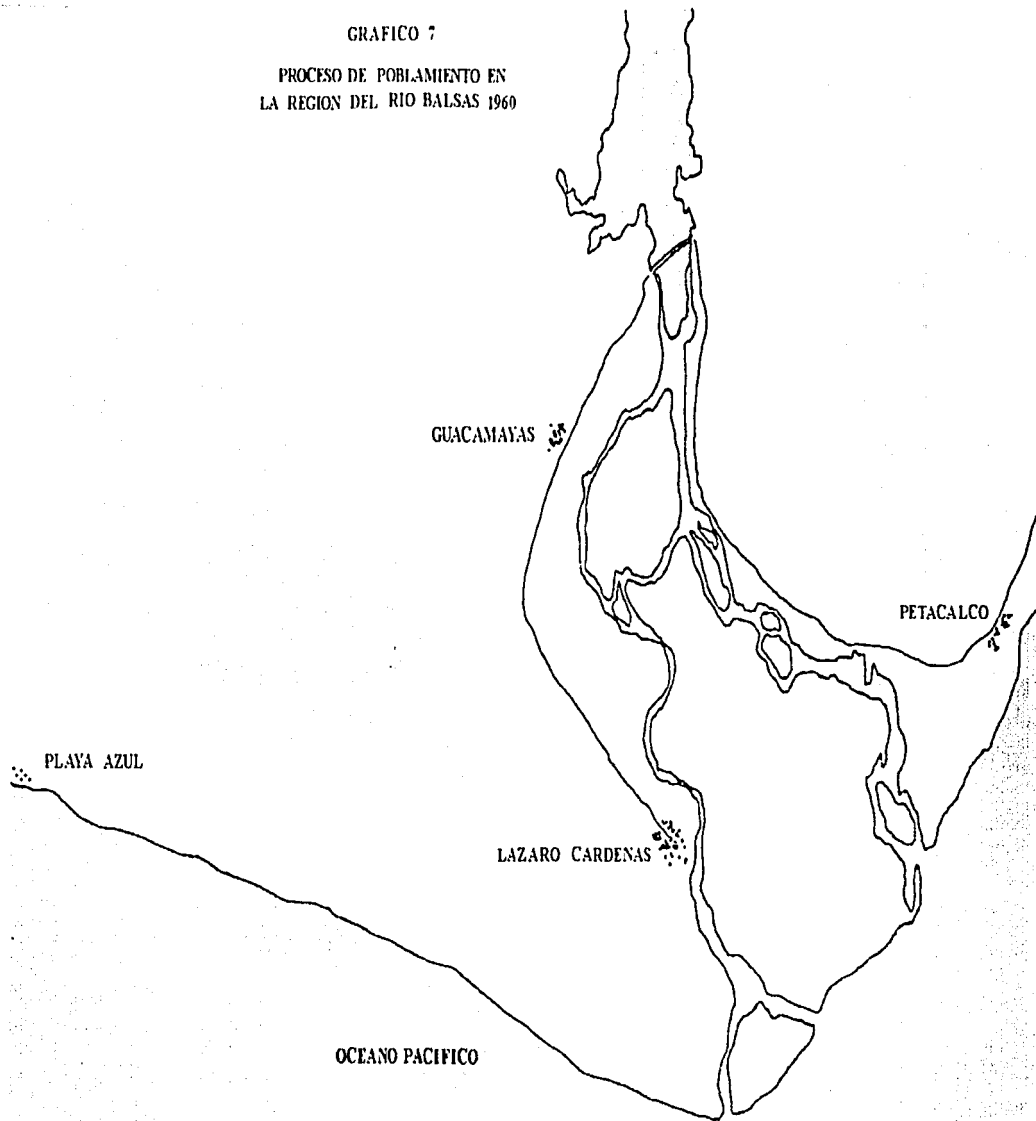 GRAFICO 7
PROCESO DE POBLAMIENTO EN
LA REGION DEL RIO BALSAS 1960
GUACAMAYAS
PETACALCO
PLAYA AZUL
LAZARO CARDENAS
OCEANO PACIFICO